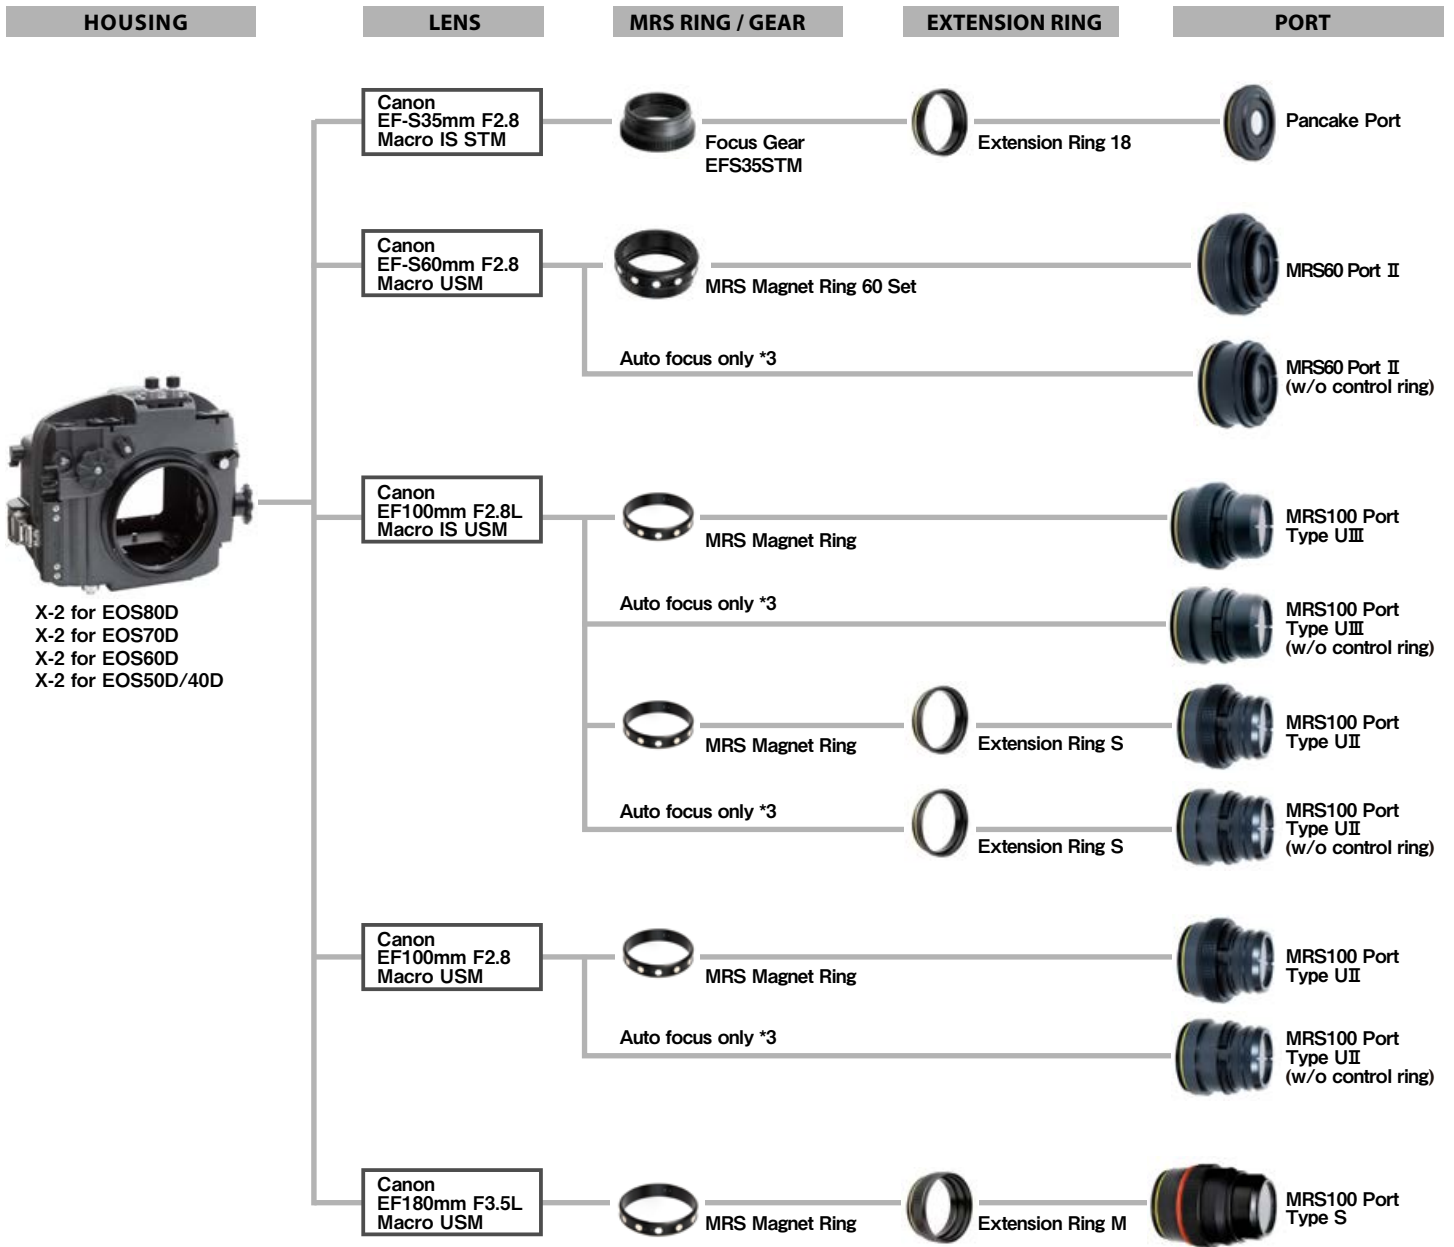 HOUSING
LENS
MRS RING / GEAR
EXTENSION RING
PORT
Canon
EF-S35mm F2.8
Macro IS STM
Focus Gear
EFS35STM
Extension Ring 18
Pancake Port
Canon
EF-S60mm F2.8
Macro USM
MRS Magnet Ring 60 Set
MRS60 Port Ⅱ
Auto focus only *3
MRS60 Port Ⅱ
(w/o control ring)
X-2 for EOS80D
X-2 for EOS70D
X-2 for EOS60D
X-2 for EOS50D/40D
Canon
EF100mm F2.8L
Macro IS USM
MRS Magnet Ring
MRS100 Port
Type UⅢ
Auto focus only *3
MRS100 Port
Type UⅢ
(w/o control ring)
MRS Magnet Ring
Extension Ring S
MRS100 Port
Type UⅡ
Auto focus only *3
Extension Ring S
MRS100 Port
Type UⅡ
(w/o control ring)
Canon
EF100mm F2.8
Macro USM
MRS Magnet Ring
MRS100 Port
Type UⅡ
Auto focus only *3
MRS100 Port
Type UⅡ
(w/o control ring)
Canon
EF180mm F3.5L
Macro USM
MRS Magnet Ring
Extension Ring M
MRS100 Port
Type S